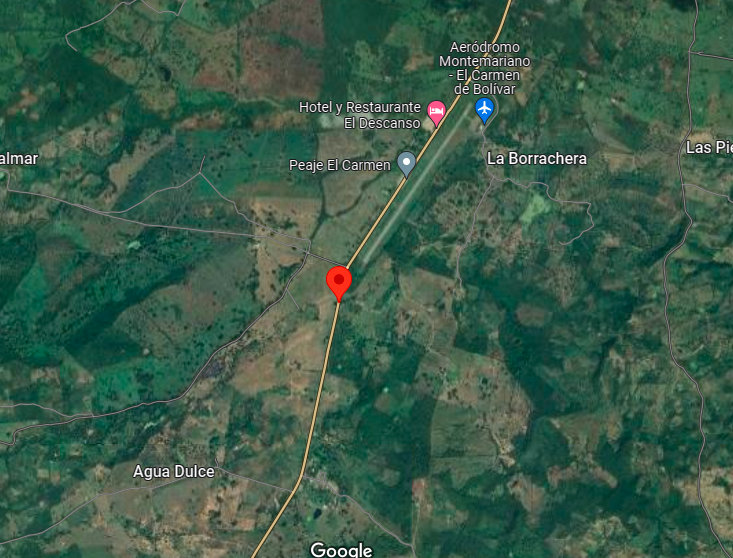 Aeródromo
Montemariano
- El Carmen
de Bolívar
Hotel y Restaurante
El Descanso
almar
La Borrachera
Las Pie
Peaje El Carmen
Agua Dulce
Google